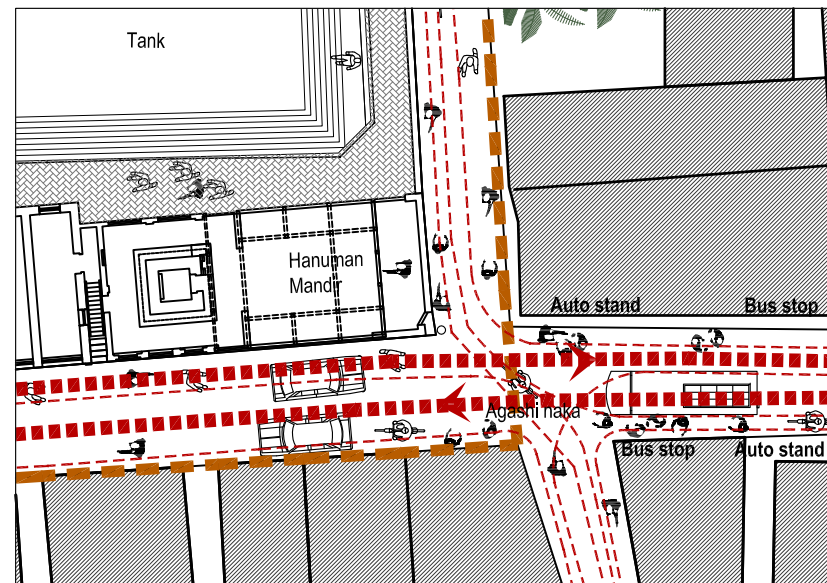 Tank
Hanuman
Mandir
Auto stand
Bus stop
Agashi naka
Bus stop
Auto stand